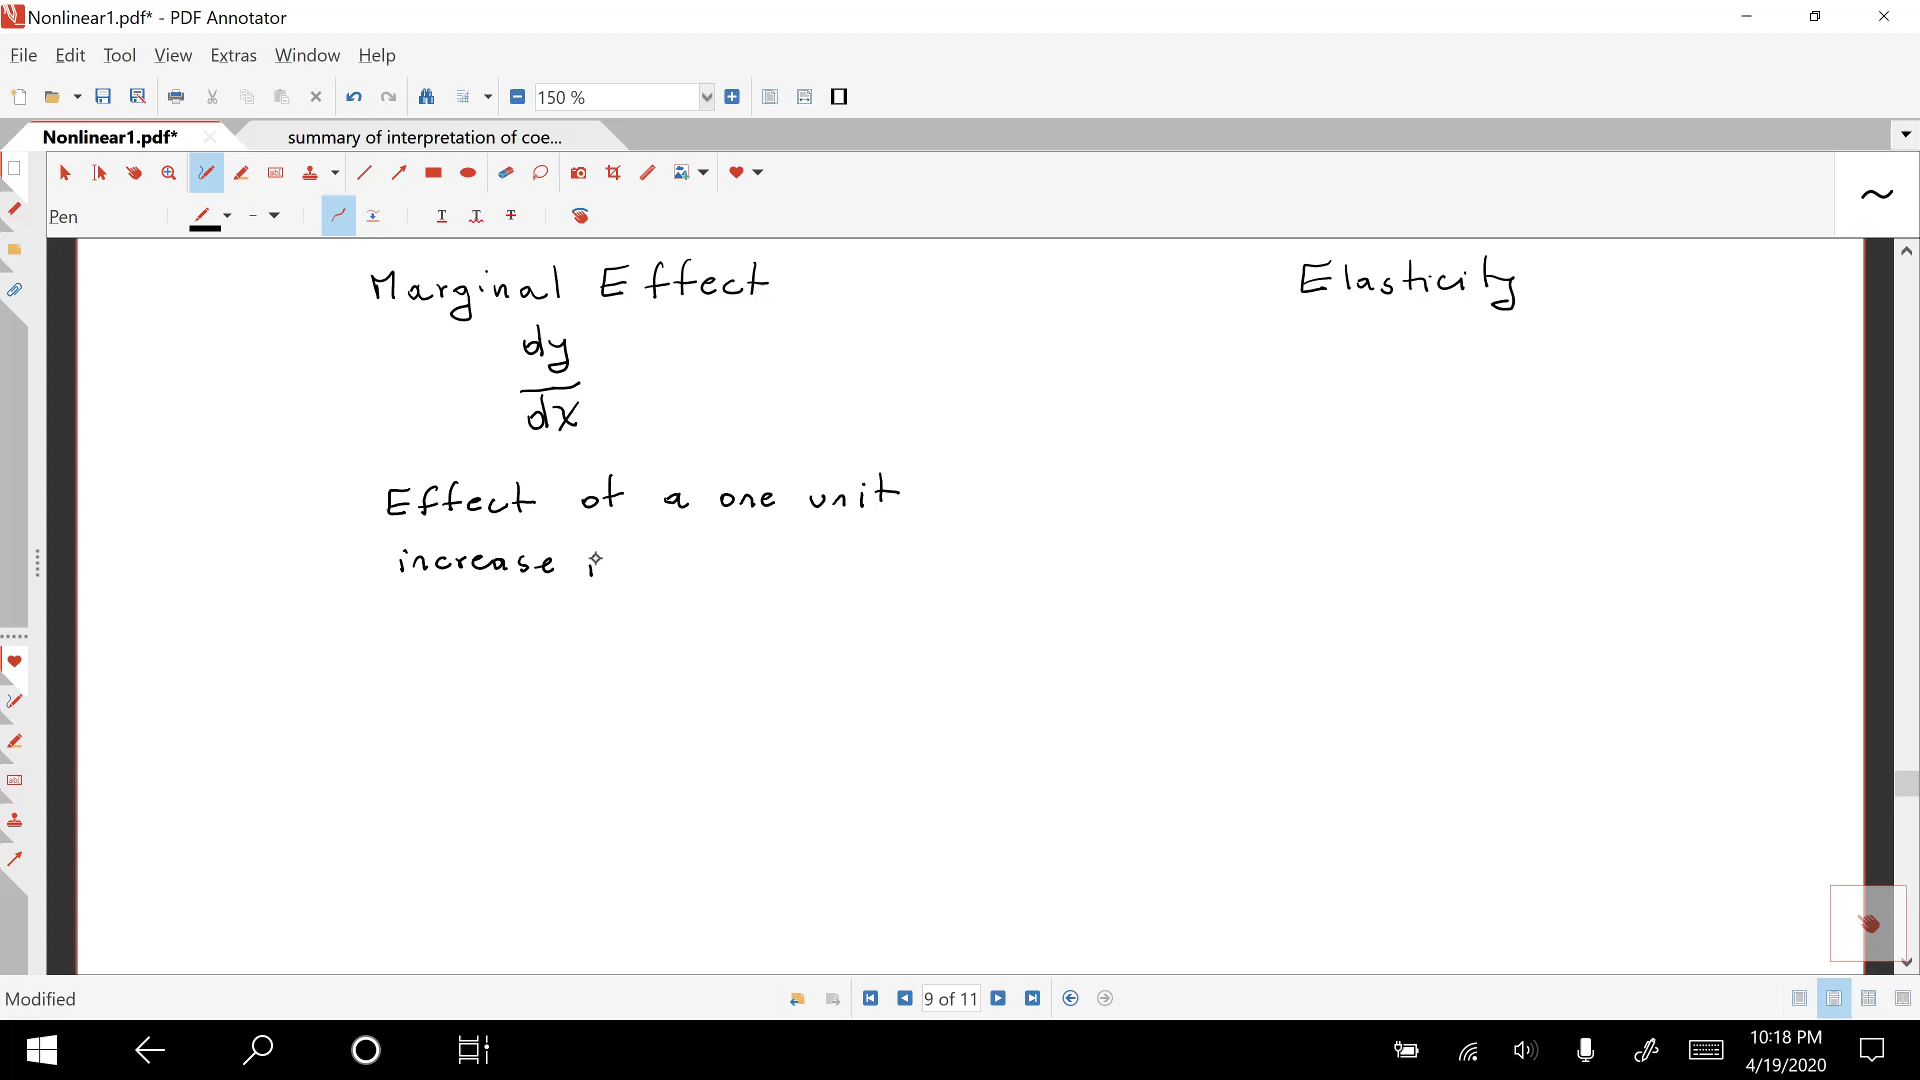 Nonlinear1.pdf* - PDF Annotator
File Edit Tool View Extras Window Help
150 %
Nonlinear1.pdf*
summary of interpretation of coe...
Pen
Marginal Effect
Elasticity
dy
dx
Effect of a one unit
increase i
Modified
9 of 11
10:18 PM
4/19/2020